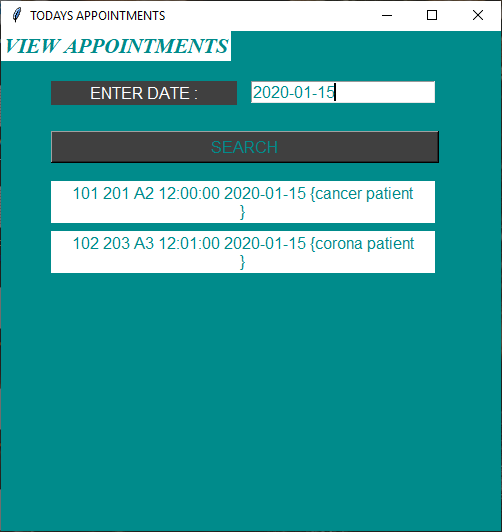 TODAYS APPOINTMENTS
VIEW APPOINTMENTS
ENTER DATE :
2020-01-15
SEARCH
101 201 A2 12:00:00 2020-01-15 {cancer patient
}
102 203 A3 12:01:00 2020-01-15 {corona patient
}